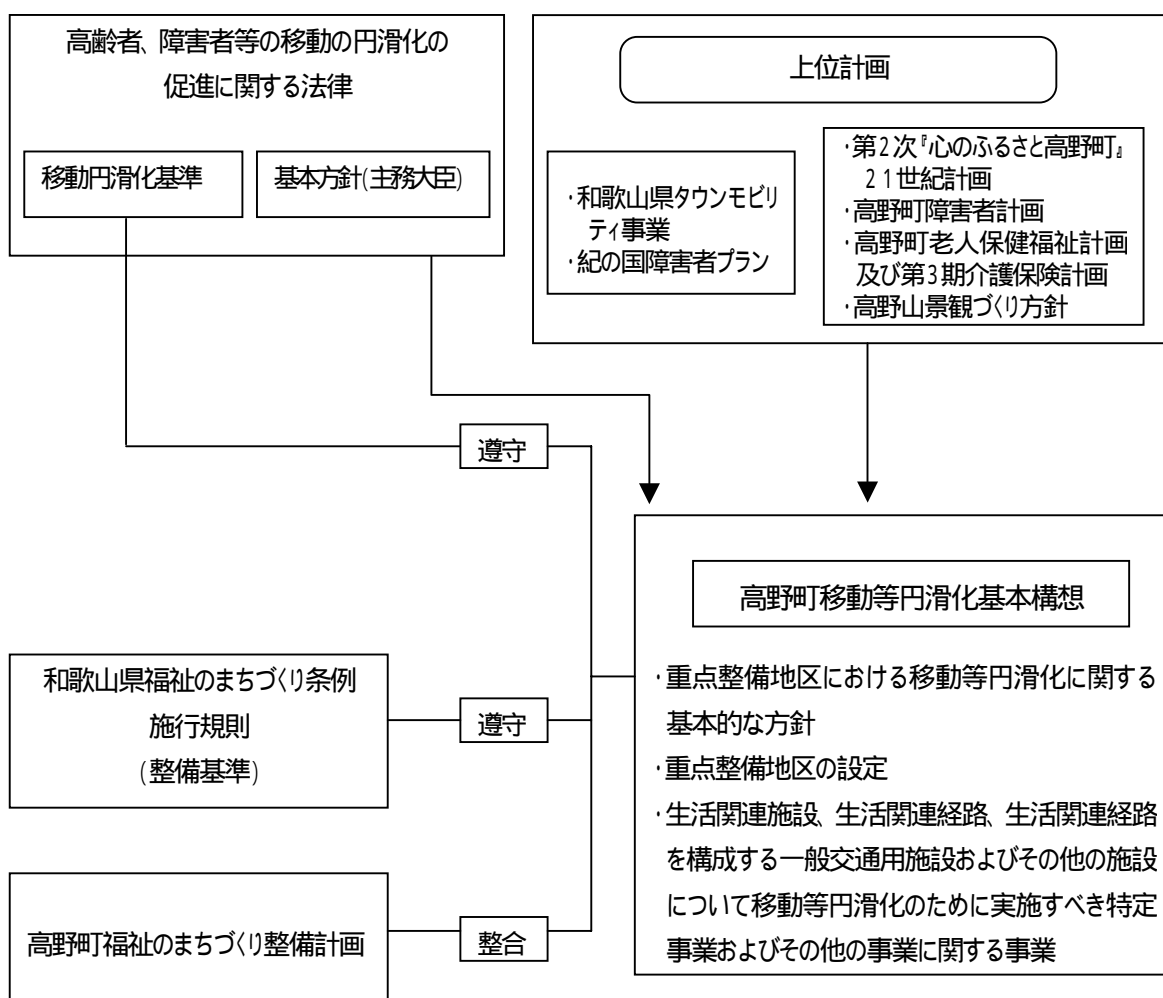 高齢者、障害者等の移動の円滑化の
促進に関する法律
移動円滑化基準
基本方針(主務大臣)
上位計画
・和歌山県タウンモビリ
ティ事業
・紀の国障害者プラン
・第2次『心のふるさと高野町』
21世紀計画
・高野町障害者計画
・高野町老人保健福祉計画
及び第3期介護保険計画
・高野山景観づくり方針
遵守
高野町移動等円滑化基本構想
・重点整備地区における移動等円滑化に関する
基本的な方針
・重点整備地区の設定
・生活関連施設、生活関連経路、生活関連経路
を構成する一般交通用施設およびその他の施設
について移動等円滑化のために実施すべき特定
事業およびその他の事業に関する事業
和歌山県福祉のまちづくり条例
施行規則
(整備基準)
遵守
高野町福祉のまちづくり整備計画
整合